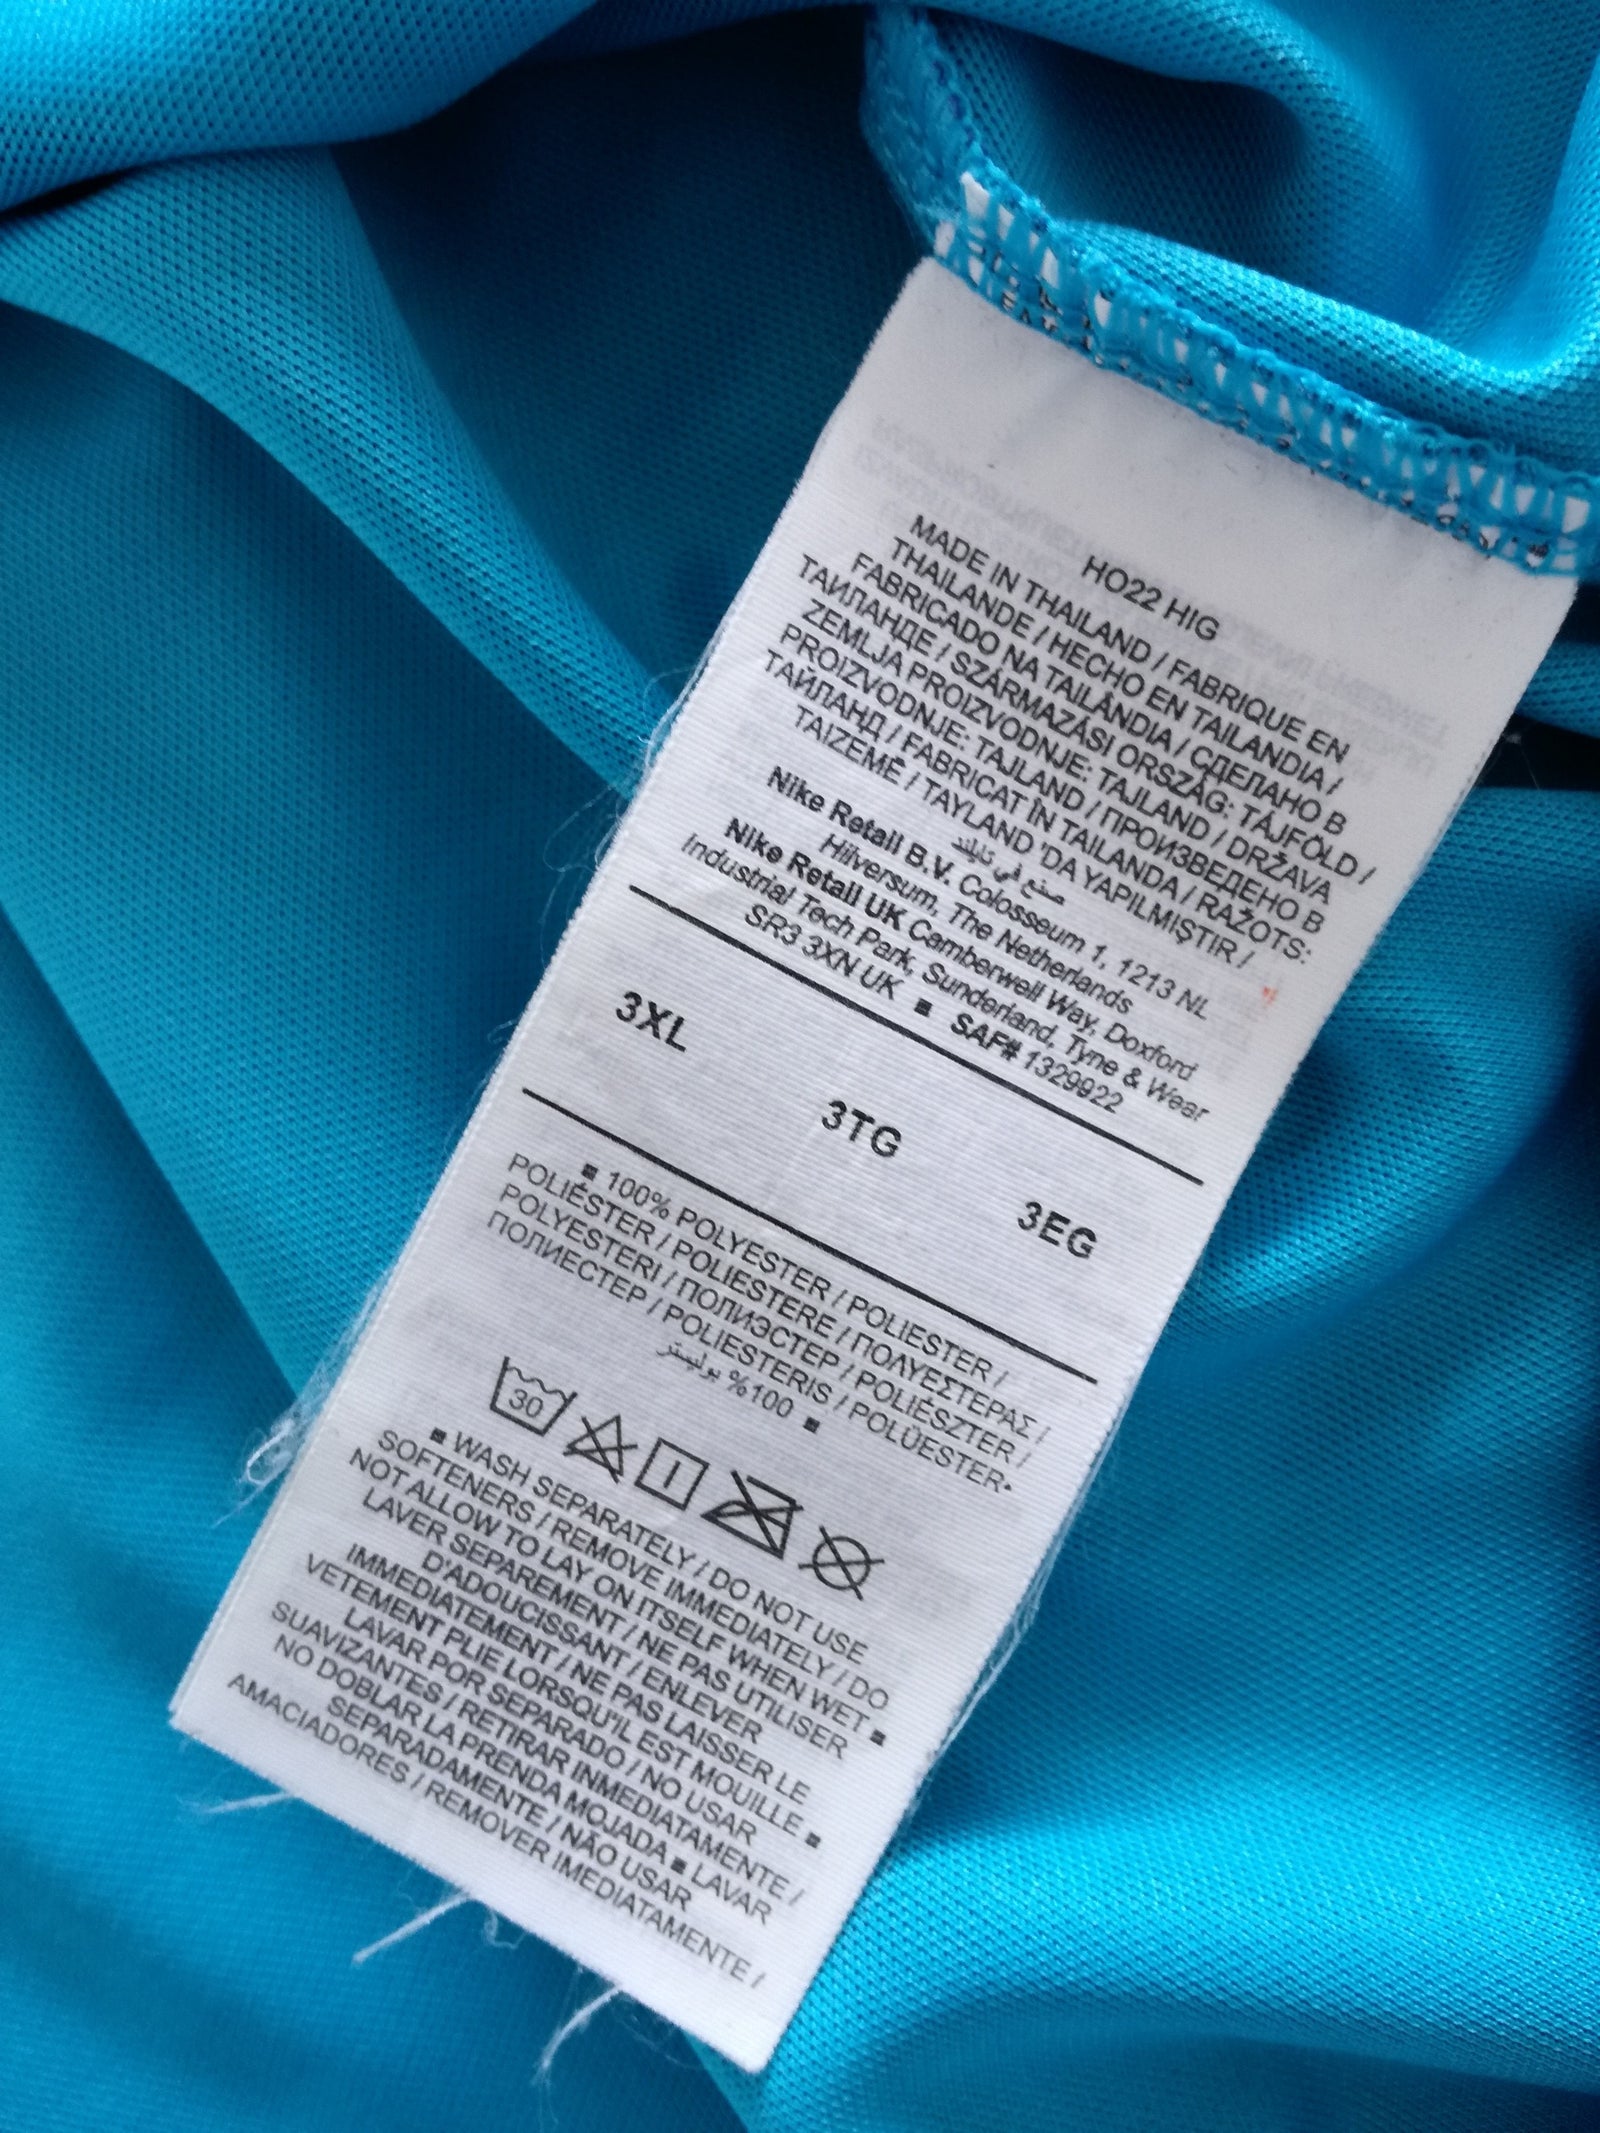 HO22 HIG
MADE IN THAILAND / FABRIQUE EN
THAILANDE / HECHO EN TAILANDIA /
FABRICADO NA TAILÂNDIA / СДЕЛАНО В
ТАИЛАНДЕ / SZÁRMAZÁSI ORSZÁG: TÁJFÖLD /
ZEMLJA PROIZVODNJE: TAJLAND / DRŽAVA
PROIZVODNJE: TAJLAND / ПРОИЗВЕДЕНО В
ТАЙЛАНД / FABRICAT ÎN TAILANDA / RAŽOTS:
TAIZEMĒ / TAYLAND 'DA YAPILMIŞTIR /
صنع في تايلند
Nike Retail B.V. Colosseum 1, 1213 NL
Hilversum, The Netherlands
Nike Retail UK Camberwell Way, Doxford
Industrial Tech Park, Sunderland, Tyne & Wear
SR3 3XN UK ■ SAF# 1329922
3XL 3TG 3EG
■ 100% POLYESTER / POLIESTER /
POLIÉSTER / POLIESTERE / ΠΟΛΥΕΣΤΕΡΑΣ /
POLYESTERI / ПОЛИЭСТЕР / POLIÉSZTER /
ПОЛИЕСТЕР / POLIESTERIS / POLÜESTER•
100% بوليستر ■
30
■ WASH SEPARATELY / DO NOT USE
SOFTENERS / REMOVE IMMEDIATELY / DO
NOT ALLOW TO LAY ON ITSELF WHEN WET ■
LAVER SEPAREMENT / NE PAS UTILISER
D'ADOUCISSANT / ENLEVER
IMMEDIATEMENT / NE PAS LAISSER LE
VETEMENT PLIE LORSQU'IL EST MOUILLE ■
LAVAR POR SEPARADO / NO USAR
SUAVIZANTES / RETIRAR INMEDIATAMENTE /
NO DOBLAR LA PRENDA MOJADA ■ LAVAR
SEPARADAMENTE / NÃO USAR
AMACIADORES / REMOVER IMEDIATAMENTE /